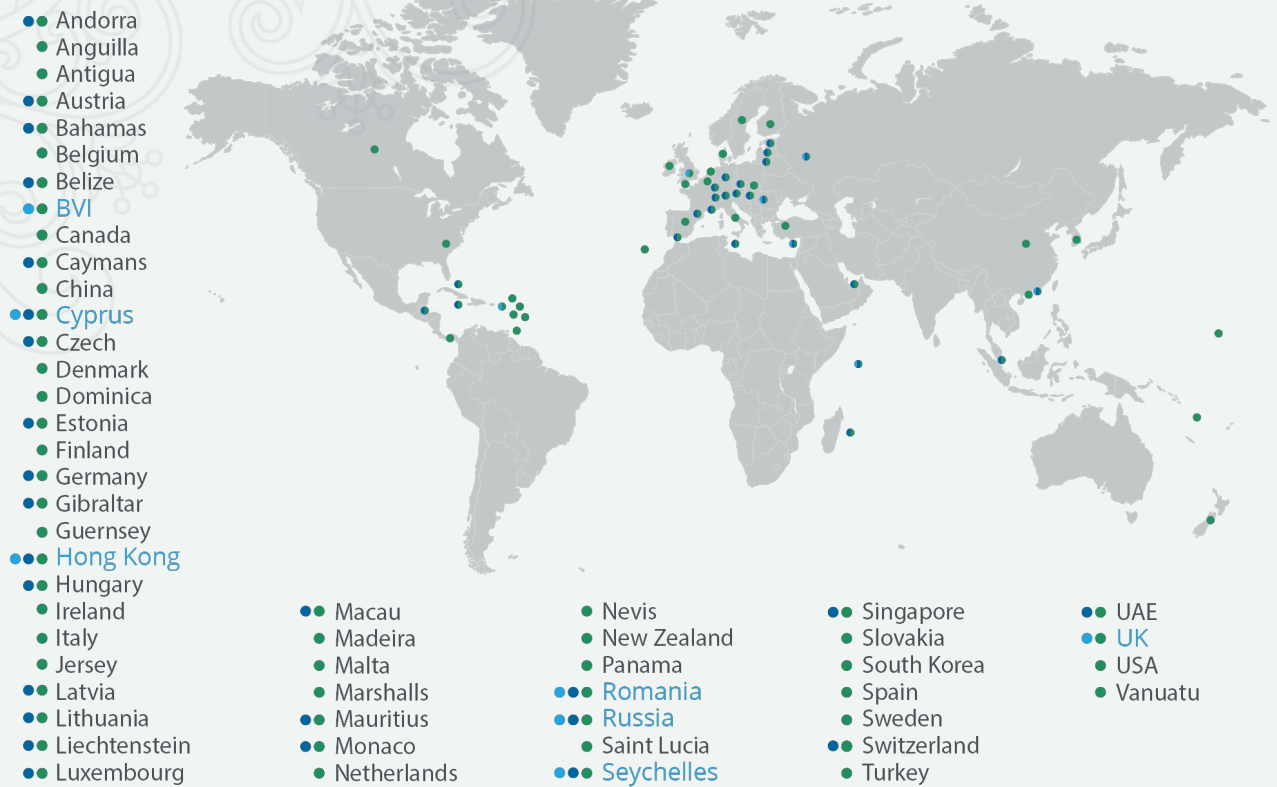 Andorra
Anguilla
Antigua
Austria
Bahamas
Belgium
Belize
BVI
Canada
Caymans
China
Cyprus
Czech
Denmark
Dominica
Estonia
Finland
Germany
Gibraltar
Guernsey
Hong Kong
Hungary
Ireland
Italy
Jersey
Latvia
Lithuania
Liechtenstein
Luxembourg
Macau
Madeira
Malta
Marshalls
Mauritius
Monaco
Netherlands
Nevis
New Zealand
Panama
Romania
Russia
Saint Lucia
Seychelles
Singapore
Slovakia
South Korea
Spain
Sweden
Switzerland
Turkey
UAE
UK
USA
Vanuatu